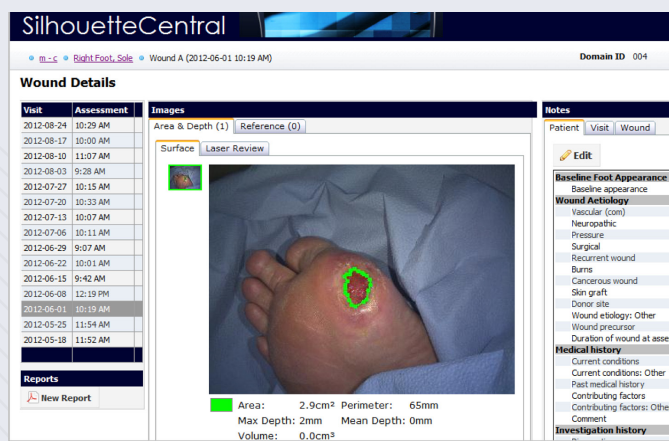 SilhouetteCentral
m - c Right Foot, Sole Wound A (2012-06-01 10:19 AM) Domain ID 004
Wound Details
Visit Assessment
2012-08-24 10:29 AM
2012-08-17 10:00 AM
2012-08-10 11:07 AM
2012-08-03 9:28 AM
2012-07-27 10:15 AM
2012-07-20 10:33 AM
2012-07-13 10:07 AM
2012-07-06 10:11 AM
2012-06-29 9:07 AM
2012-06-22 10:01 AM
2012-06-15 9:42 AM
2012-06-08 12:19 PM
2012-06-01 10:19 AM
2012-05-25 11:54 AM
2012-05-18 11:52 AM
Reports
New Report
Images
Area & Depth (1) Reference (0)
Surface Laser Review
Area: 2.9cm² Perimeter: 65mm
Max Depth: 2mm Mean Depth: 0mm
Volume: 0.0cm³
Notes
Patient Visit Wound
Edit
Baseline Foot Appearance
Baseline appearance
Wound Aetiology
Vascular (com)
Neuropathic
Pressure
Surgical
Recurrent wound
Burns
Cancerous wound
Skin graft
Donor site
Wound etiology: Other
Wound precursor
Duration of wound at asse
Medical history
Current conditions
Current conditions: Other
Past medical history
Contributing factors
Contributing factors: Othe
Comment
Investigation history